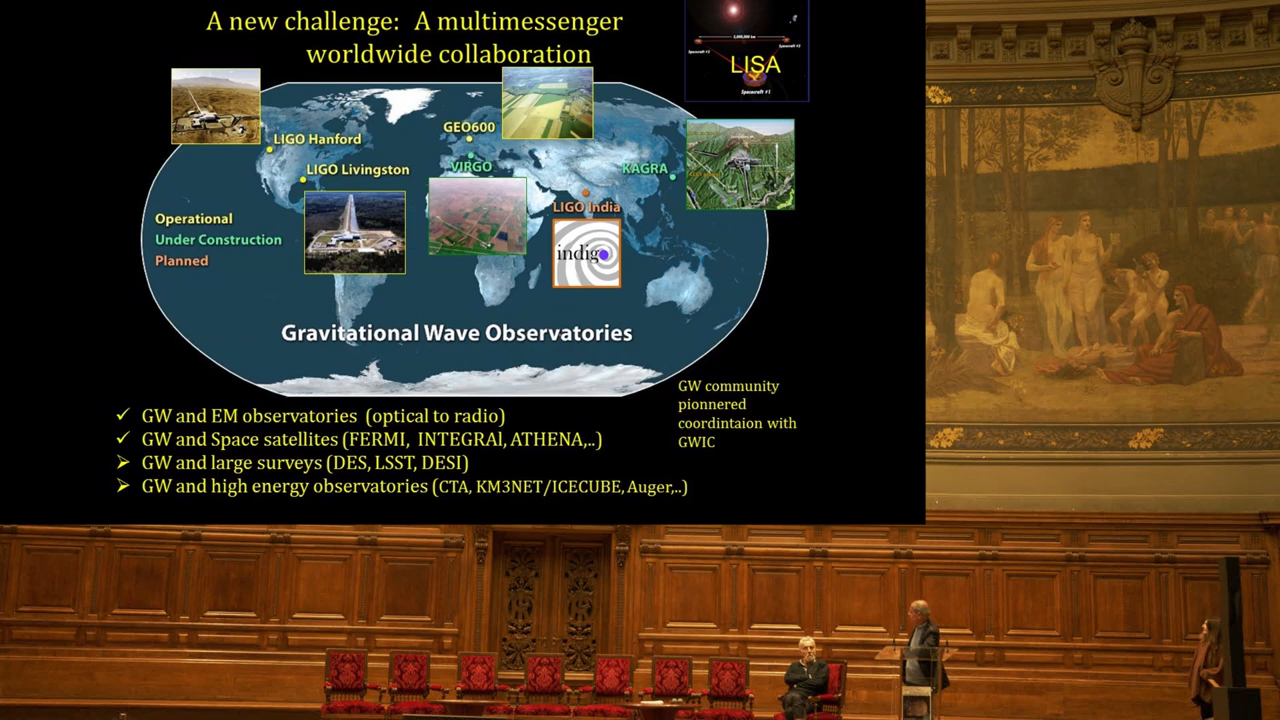 A new challenge: A multimessenger
worldwide collaboration
LISA
Spacecraft #1
LIGO Hanford
GEO600
LIGO Livingston
VIRGO
KAGRA
LIGO India
indigo
Operational
Under Construction
Planned
Gravitational Wave Observatories
GW community
pionnered
coordintaion with
GWIC
✓ GW and EM observatories (optical to radio)
✓ GW and Space satellites (FERMI, INTEGRAl, ATHENA,..)
➢ GW and large surveys (DES, LSST, DESI)
➢ GW and high energy observatories (CTA, KM3NET/ICECUBE, Auger,..)